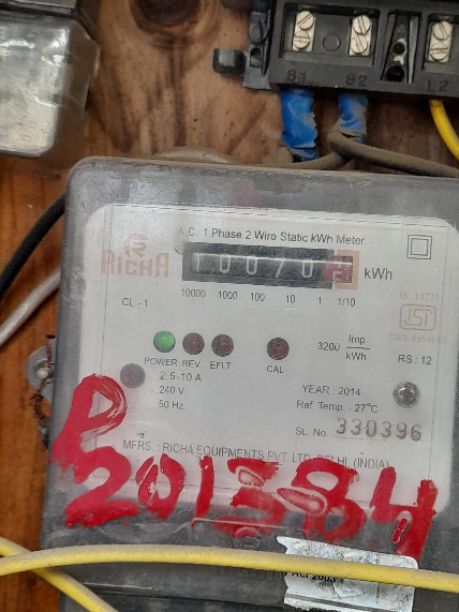 S1 S2 L2
A.C. 1 Phase 2 Wire Static kWh Meter.
RICHA
10070 kWh
10000 1000 100 10 1 1/10
CL - 1
ISI
3200 Imp/kWh
RS : 12
POWER REV. EFLT CAL
2.5-10 A
240 V.
50 Hz.
YEAR : 2014
Ref. Temp. - 27°C
SL. No. 330396
MFRS. : RICHA EQUIPMENTS PVT. LTD. DELHI, (INDIA)
201384